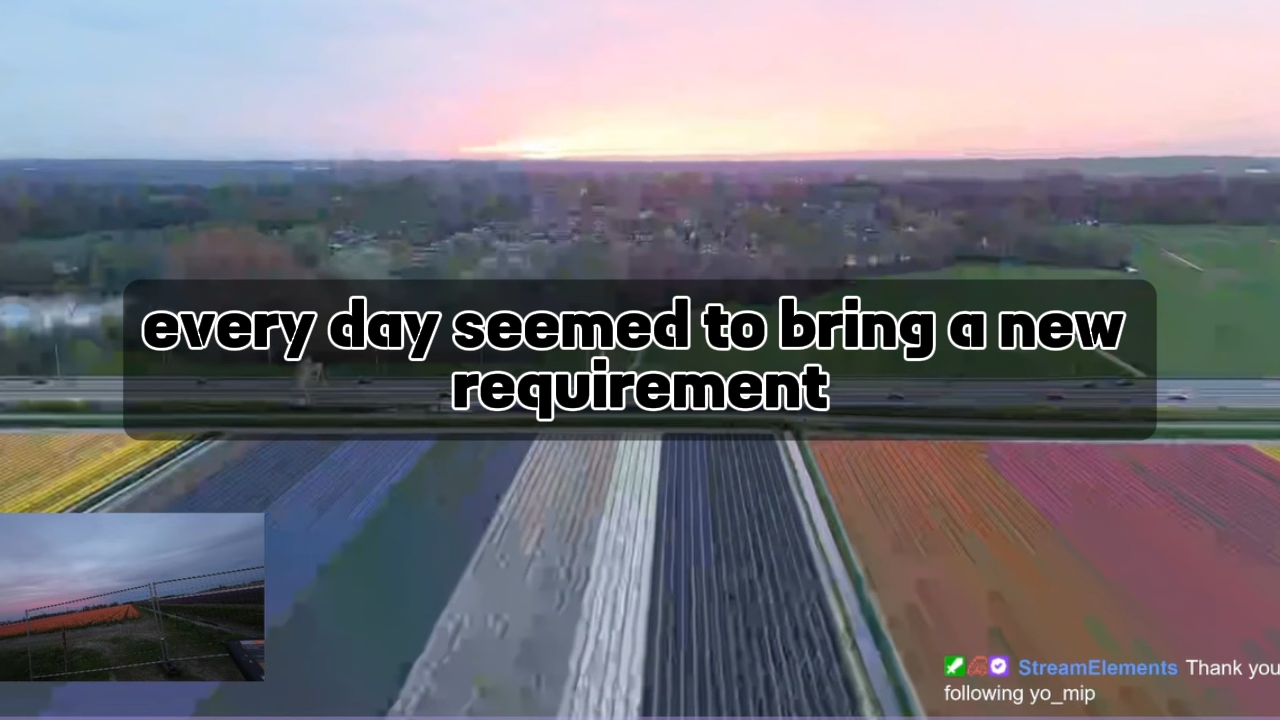 every day seemed to bring a new
requirement
StreamElements Thank you
following yo_mip